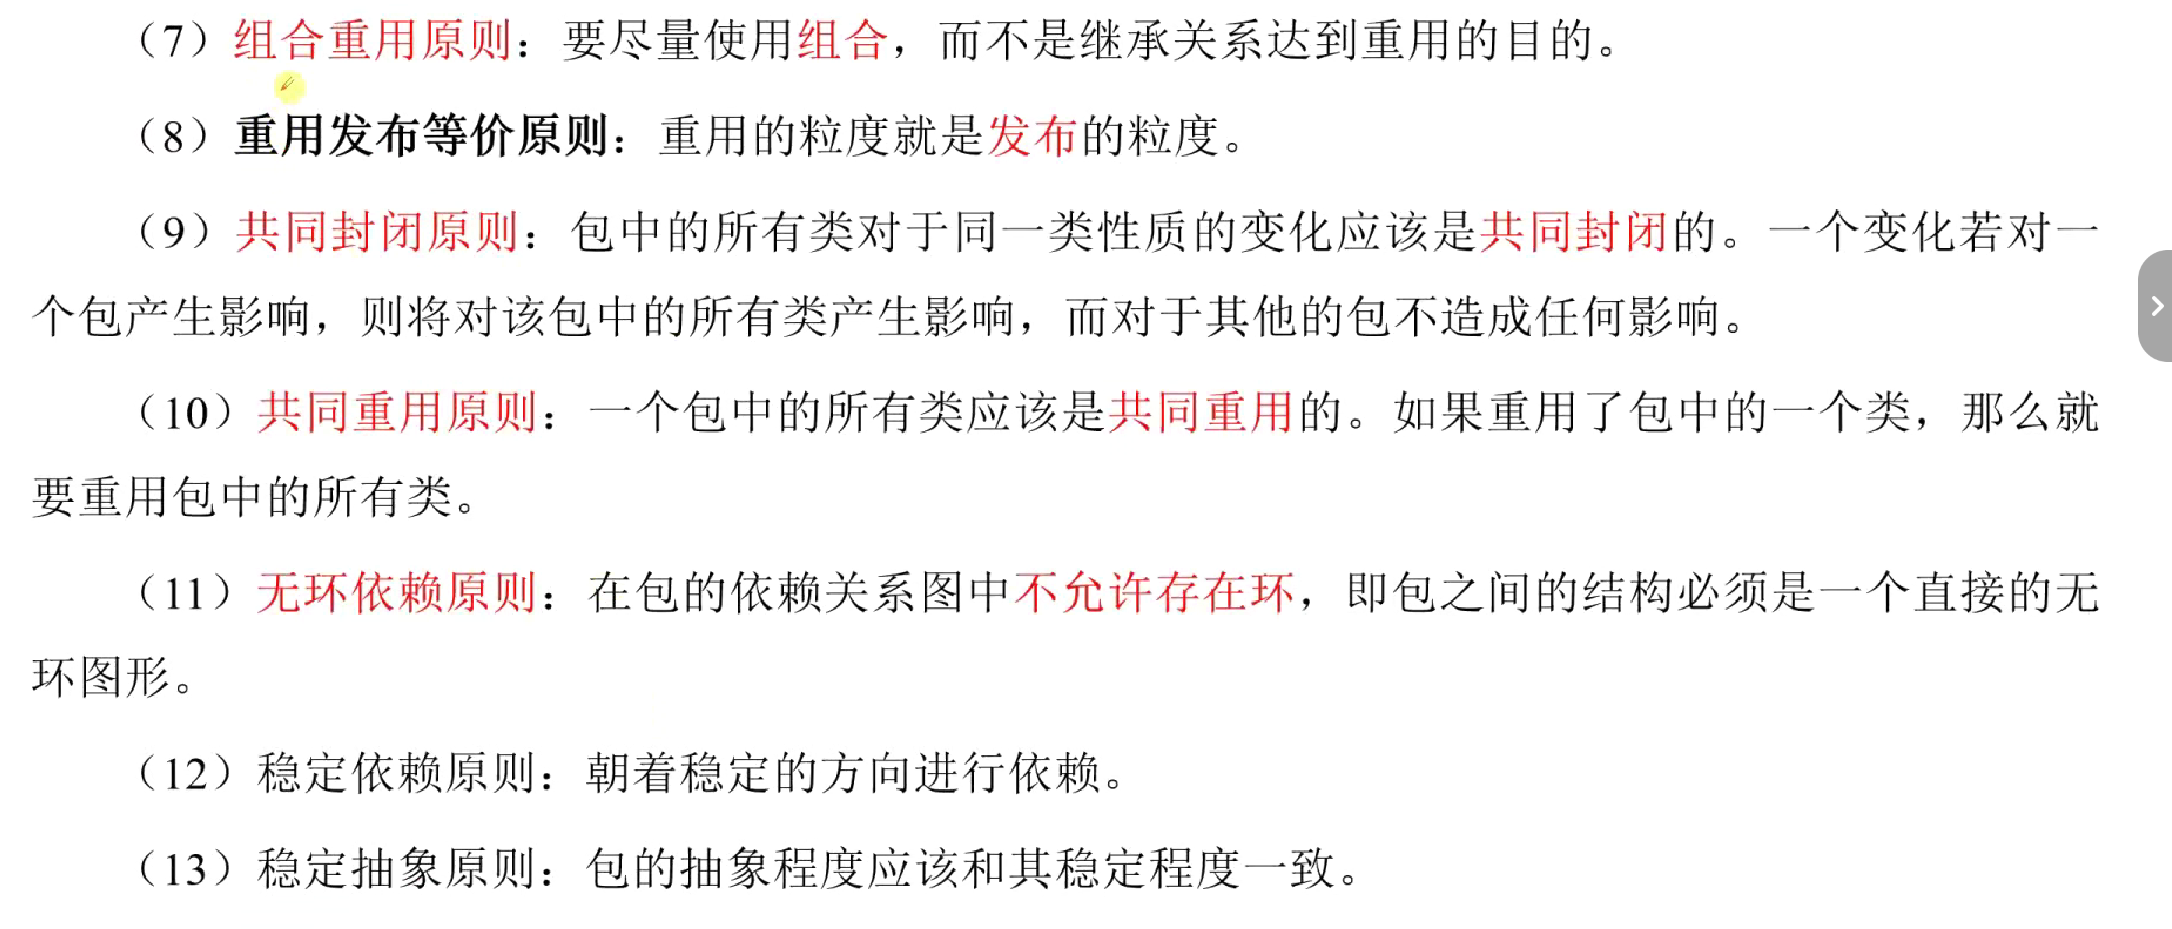 （7）组合重用原则：要尽量使用组合，而不是继承关系达到重用的目的。
（8）重用发布等价原则：重用的粒度就是发布的粒度。
（9）共同封闭原则：包中的所有类对于同一类性质的变化应该是共同封闭的。一个变化若对一
个包产生影响，则将对该包中的所有类产生影响，而对于其他的包不造成任何影响。
（10）共同重用原则：一个包中的所有类应该是共同重用的。如果重用了包中的一个类，那么就
要重用包中的所有类。
（11）无环依赖原则：在包的依赖关系图中不允许存在环，即包之间的结构必须是一个直接的无
环图形。
（12）稳定依赖原则：朝着稳定的方向进行依赖。
（13）稳定抽象原则：包的抽象程度应该和其稳定程度一致。